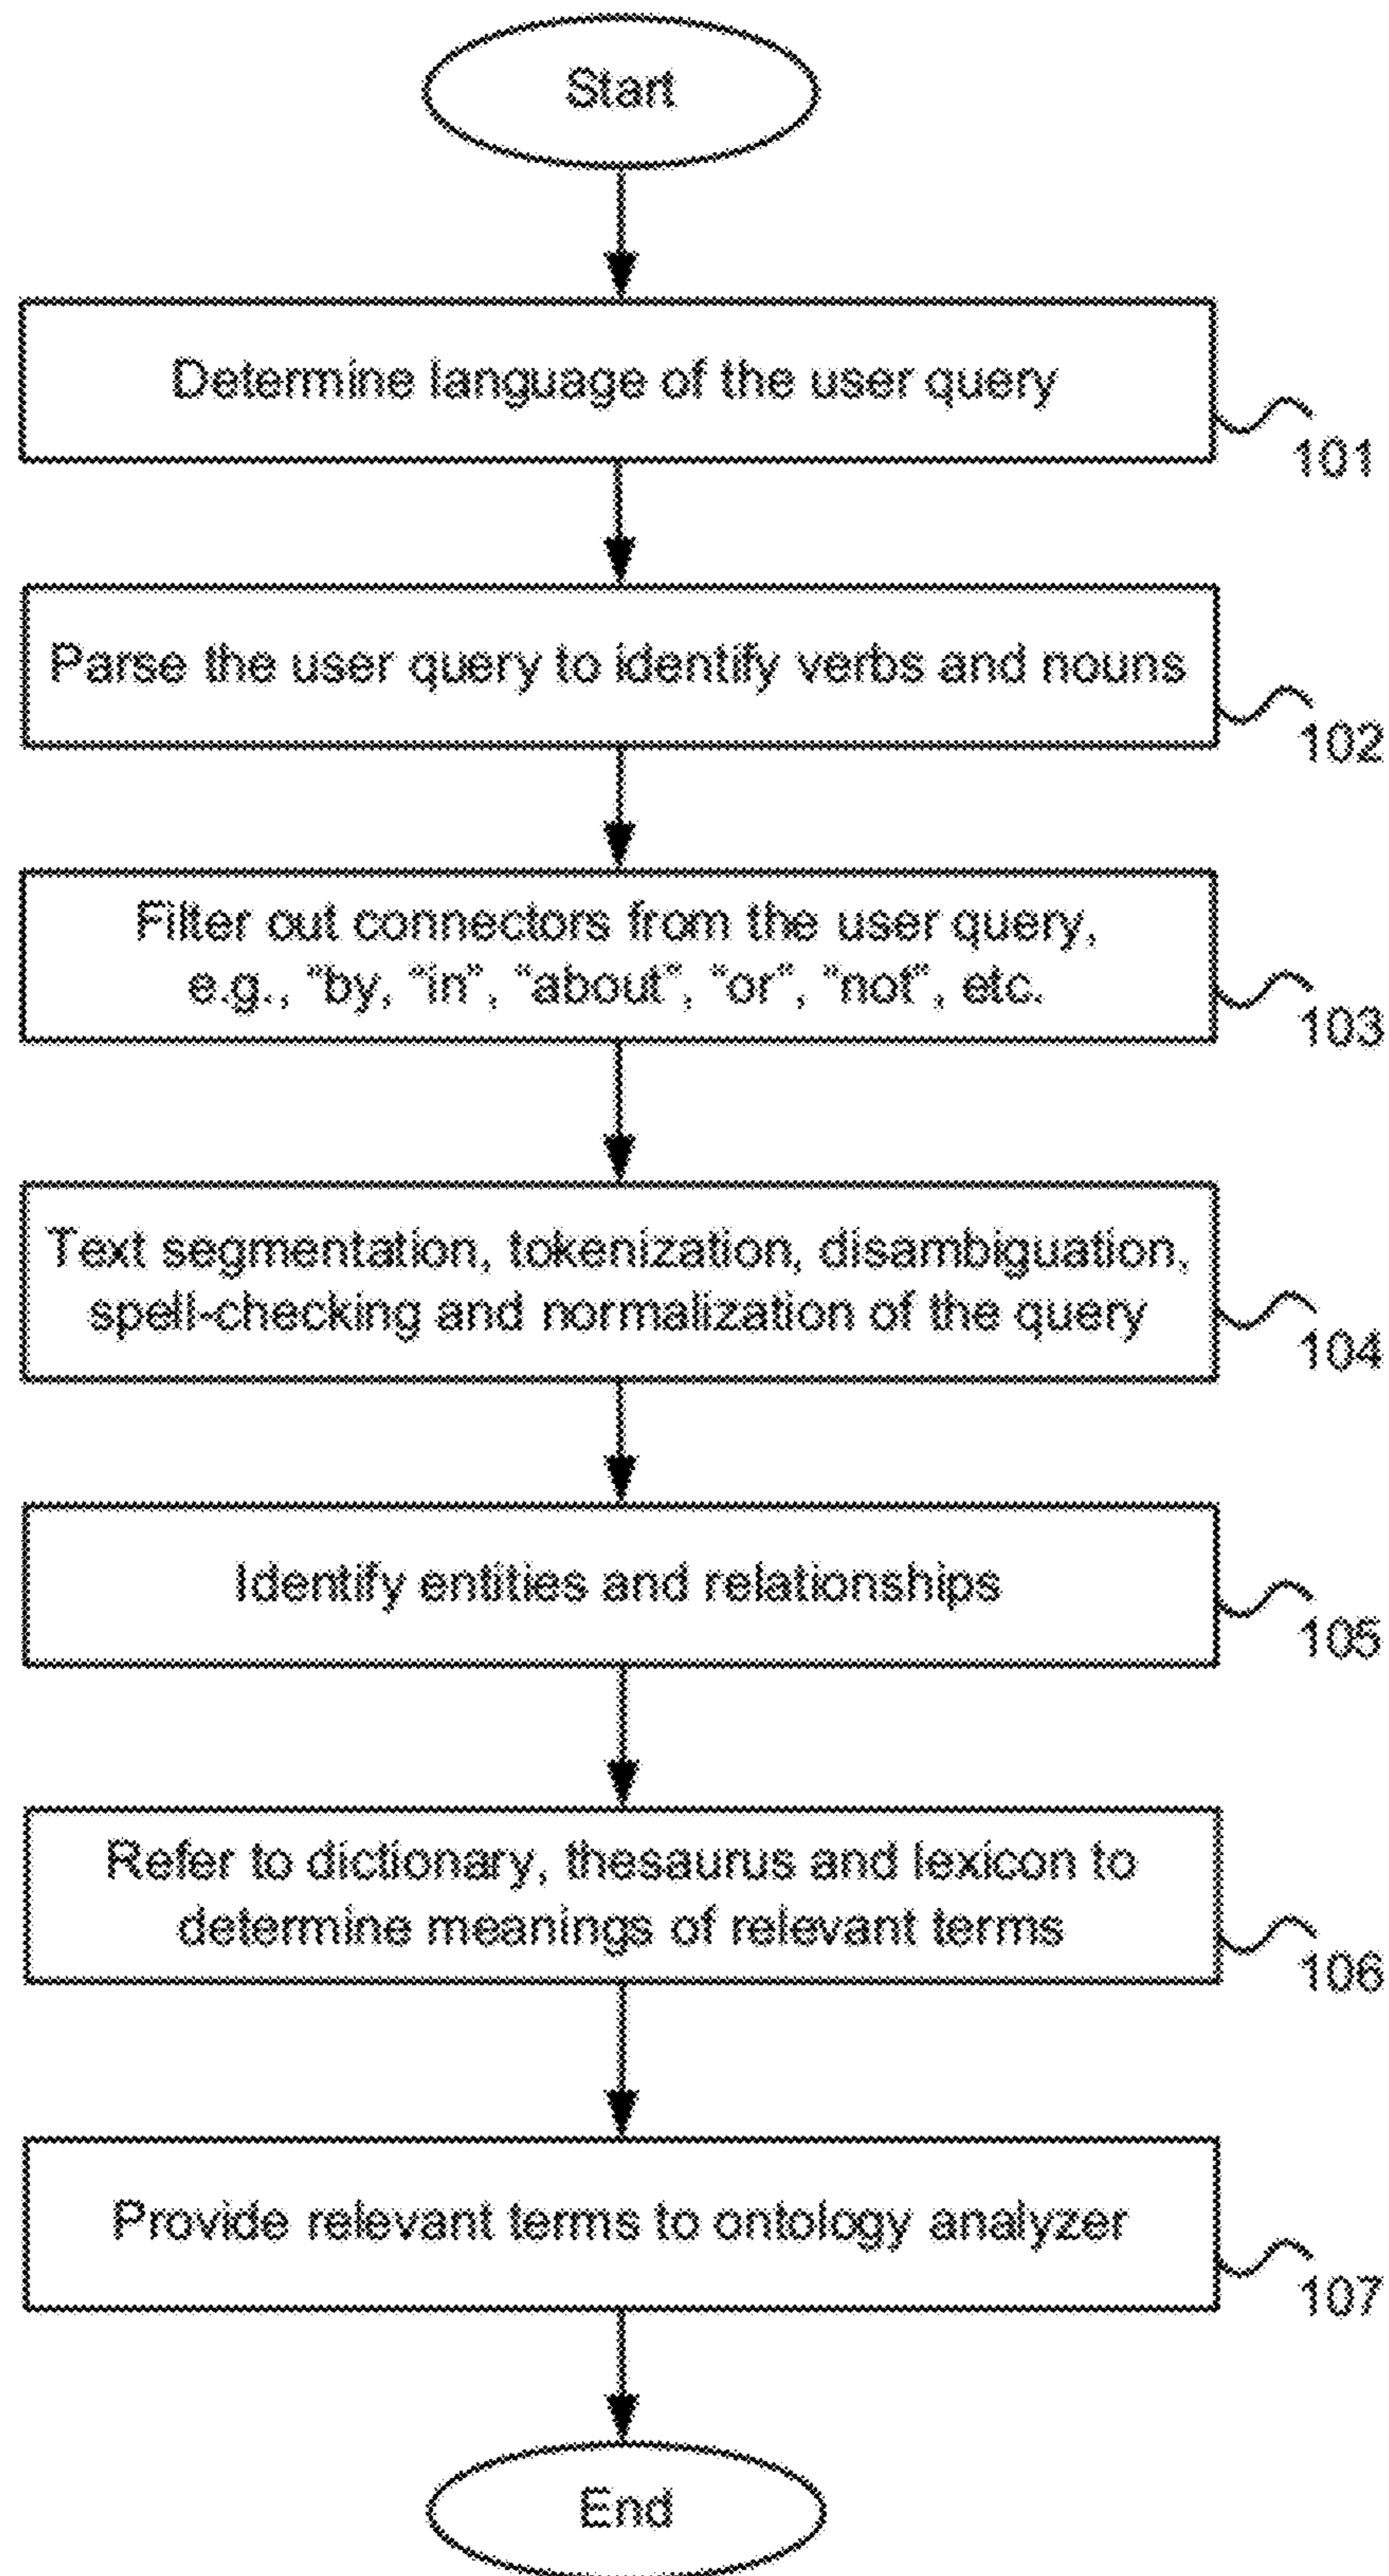 Start
Determine language of the user query
101
Parse the user query to identify verbs and nouns
102
Filter out connectors from the user query,
e.g., “by, “in”, “about”, “or”, “not”, etc.
103
Text segmentation, tokenization, disambiguation,
spell-checking and normalization of the query
104
Identify entities and relationships
105
Refer to dictionary, thesaurus and lexicon to
determine meanings of relevant terms
106
Provide relevant terms to ontology analyzer
107
End